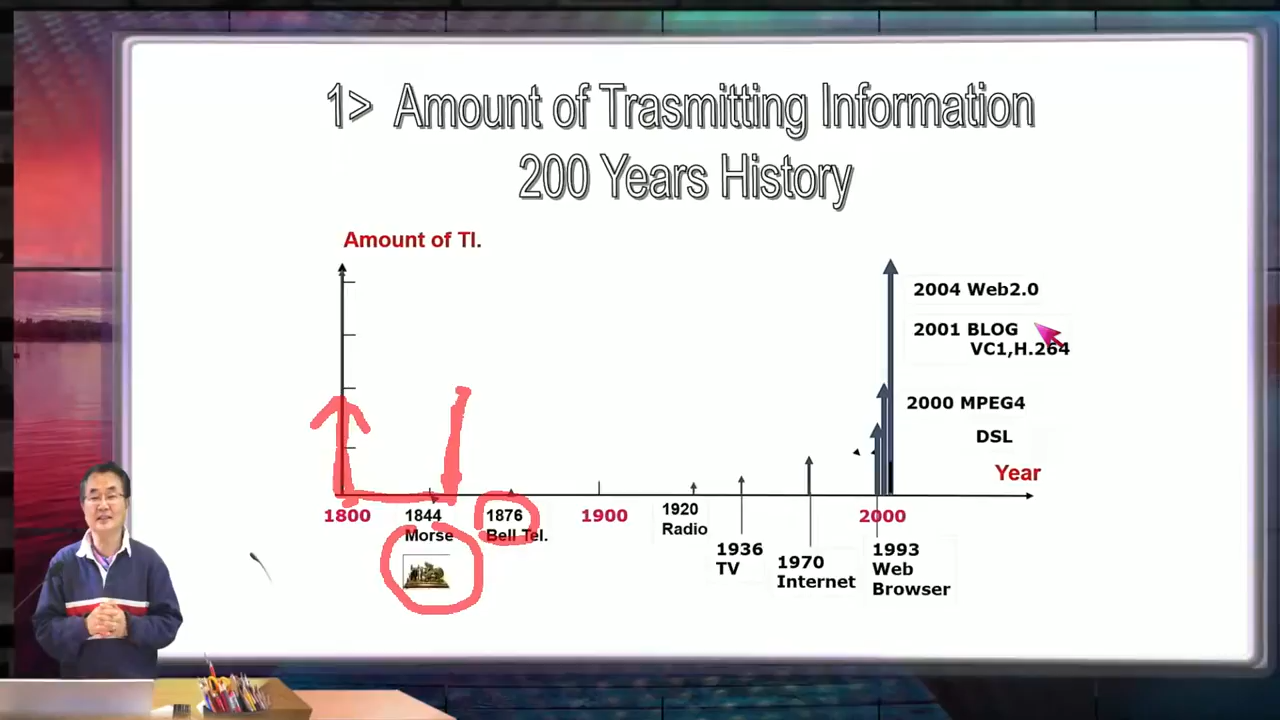 1> Amount of Trasmitting Information
200 Years History
Amount of TI.
2004 Web2.0
2001 BLOG
VC1,H.264
2000 MPEG4
DSL
Year
1800
1844
Morse
1876
Bell Tel.
1900
1920
Radio
1936
TV
1970
Internet
2000
1993
Web
Browser